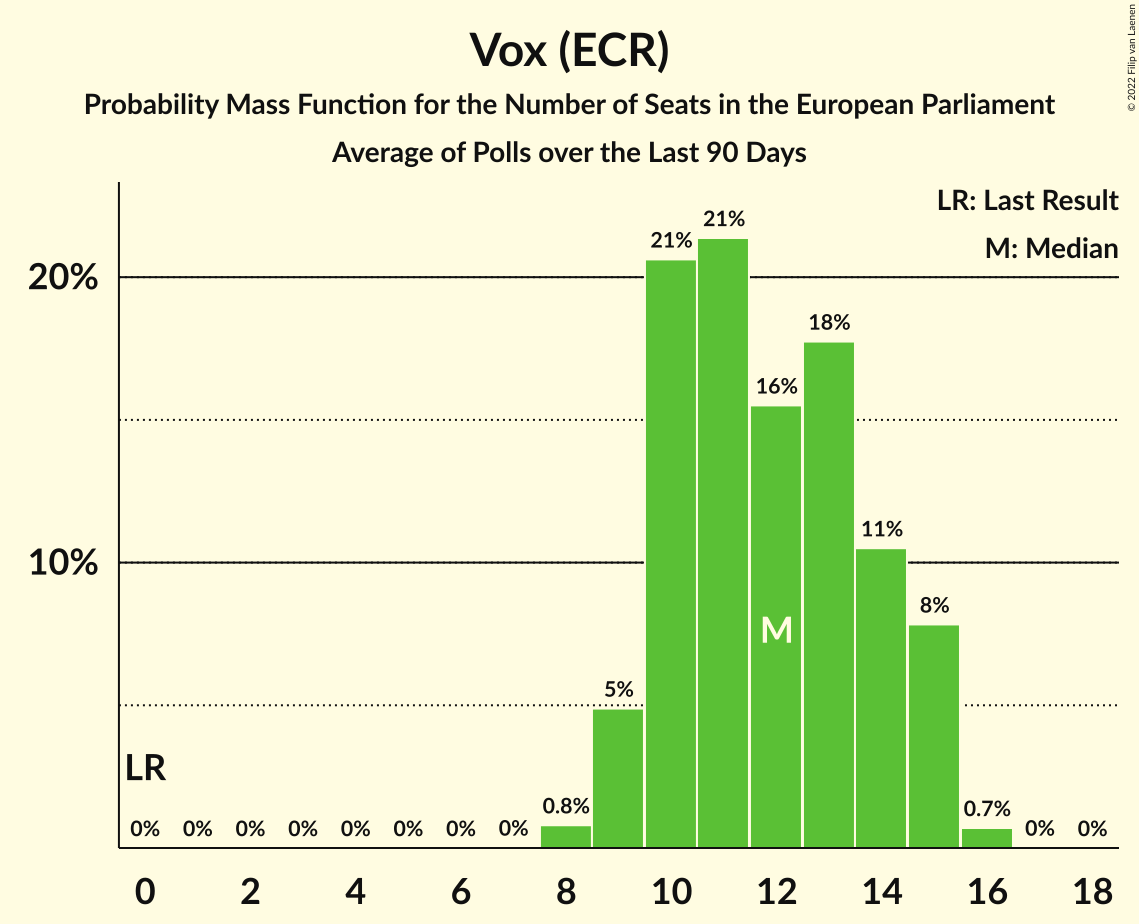 Vox (ECR)
Probability Mass Function for the Number of Seats in the European Parliament
Average of Polls over the Last 90 Days
© 2022 Filip van Laenen
LR: Last Result
M: Median
20%
10%
LR
M
0% 0% 0% 0% 0% 0% 0% 0% 0.8% 5% 21% 21% 16% 18% 11% 8% 0.7% 0% 0%
0 2 4 6 8 10 12 14 16 18